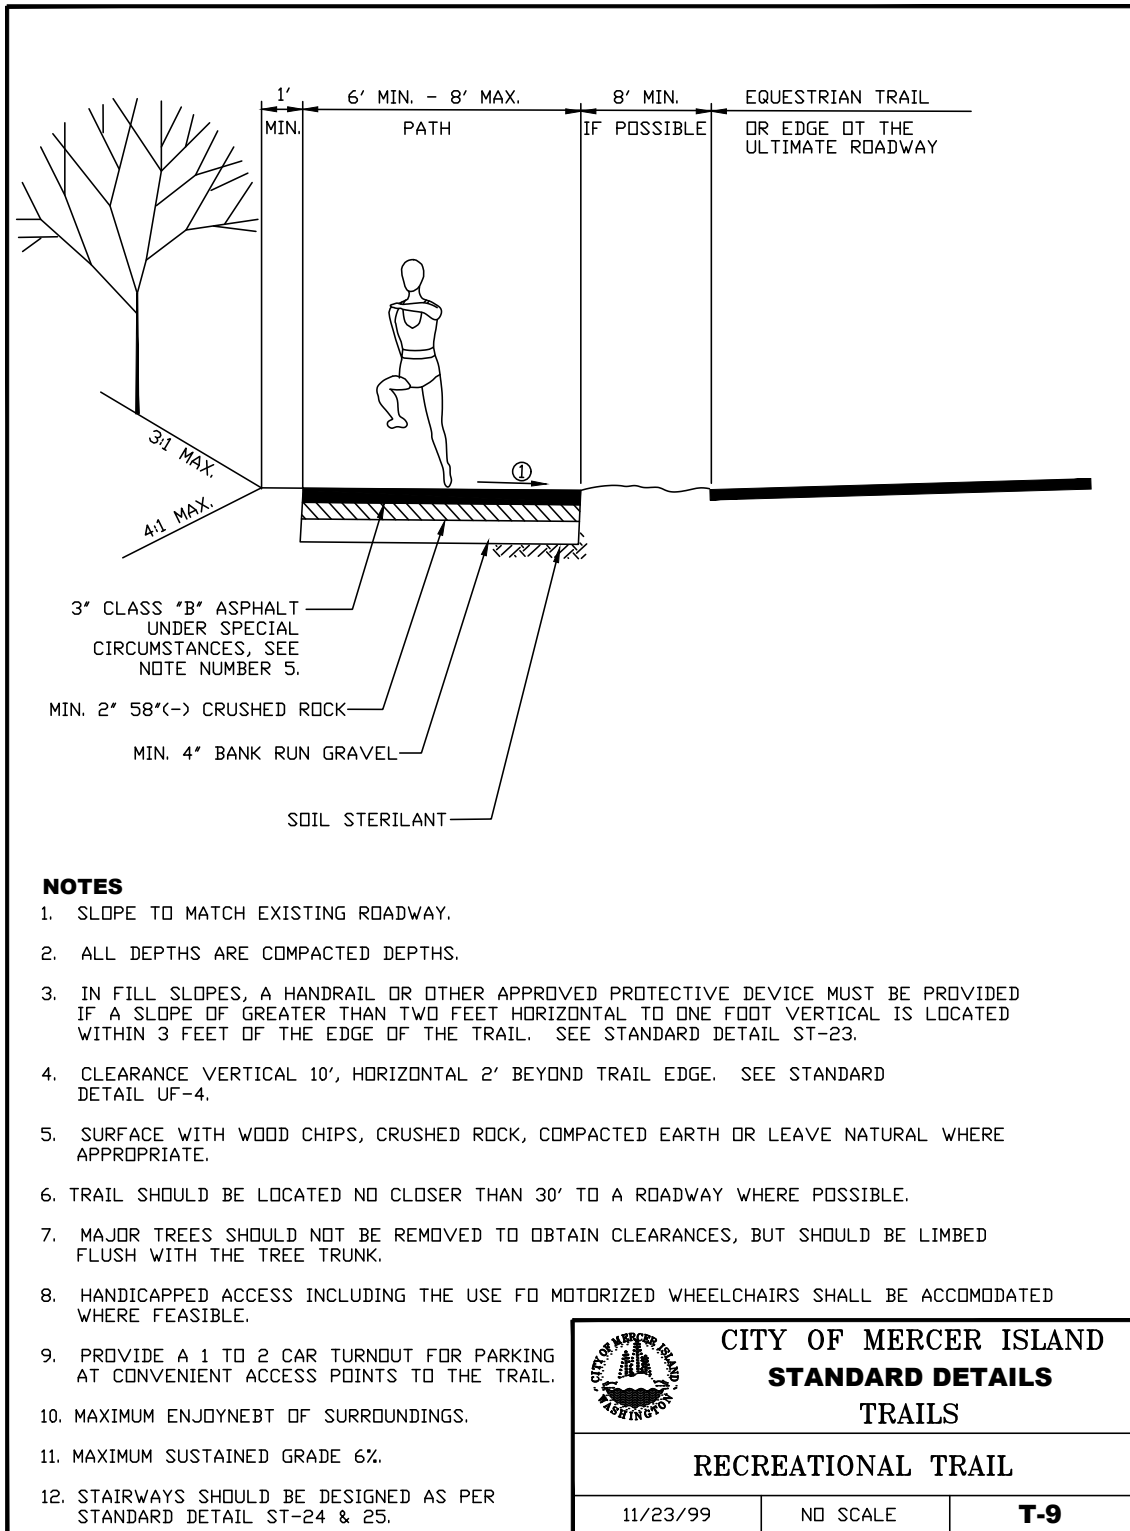 1' 6' MIN. - 8' MAX. 8' MIN. EQUESTRIAN TRAIL
MIN. PATH IF POSSIBLE OR EDGE OT THE
ULTIMATE ROADWAY
1
3:1 MAX.
4:1 MAX.
3" CLASS "B" ASPHALT
UNDER SPECIAL
CIRCUMSTANCES, SEE
NOTE NUMBER 5.
MIN. 2" 58"(-) CRUSHED ROCK
MIN. 4" BANK RUN GRAVEL
SOIL STERILANT
NOTES
1. SLOPE TO MATCH EXISTING ROADWAY.
2. ALL DEPTHS ARE COMPACTED DEPTHS.
3. IN FILL SLOPES, A HANDRAIL OR OTHER APPROVED PROTECTIVE DEVICE MUST BE PROVIDED
IF A SLOPE OF GREATER THAN TWO FEET HORIZONTAL TO ONE FOOT VERTICAL IS LOCATED
WITHIN 3 FEET OF THE EDGE OF THE TRAIL. SEE STANDARD DETAIL ST-23.
4. CLEARANCE VERTICAL 10', HORIZONTAL 2' BEYOND TRAIL EDGE. SEE STANDARD
DETAIL UF-4.
5. SURFACE WITH WOOD CHIPS, CRUSHED ROCK, COMPACTED EARTH OR LEAVE NATURAL WHERE
APPROPRIATE.
6. TRAIL SHOULD BE LOCATED NO CLOSER THAN 30' TO A ROADWAY WHERE POSSIBLE.
7. MAJOR TREES SHOULD NOT BE REMOVED TO OBTAIN CLEARANCES, BUT SHOULD BE LIMBED
FLUSH WITH THE TREE TRUNK.
8. HANDICAPPED ACCESS INCLUDING THE USE FO MOTORIZED WHEELCHAIRS SHALL BE ACCOMODATED
WHERE FEASIBLE.
9. PROVIDE A 1 TO 2 CAR TURNOUT FOR PARKING
AT CONVENIENT ACCESS POINTS TO THE TRAIL.
10. MAXIMUM ENJOYNEBT OF SURROUNDINGS.
11. MAXIMUM SUSTAINED GRADE 6%.
12. STAIRWAYS SHOULD BE DESIGNED AS PER
STANDARD DETAIL ST-24 & 25.
CITY OF MERCER ISLAND
WASHINGTON
CITY OF MERCER ISLAND
STANDARD DETAILS
TRAILS
RECREATIONAL TRAIL
11/23/99 NO SCALE T-9